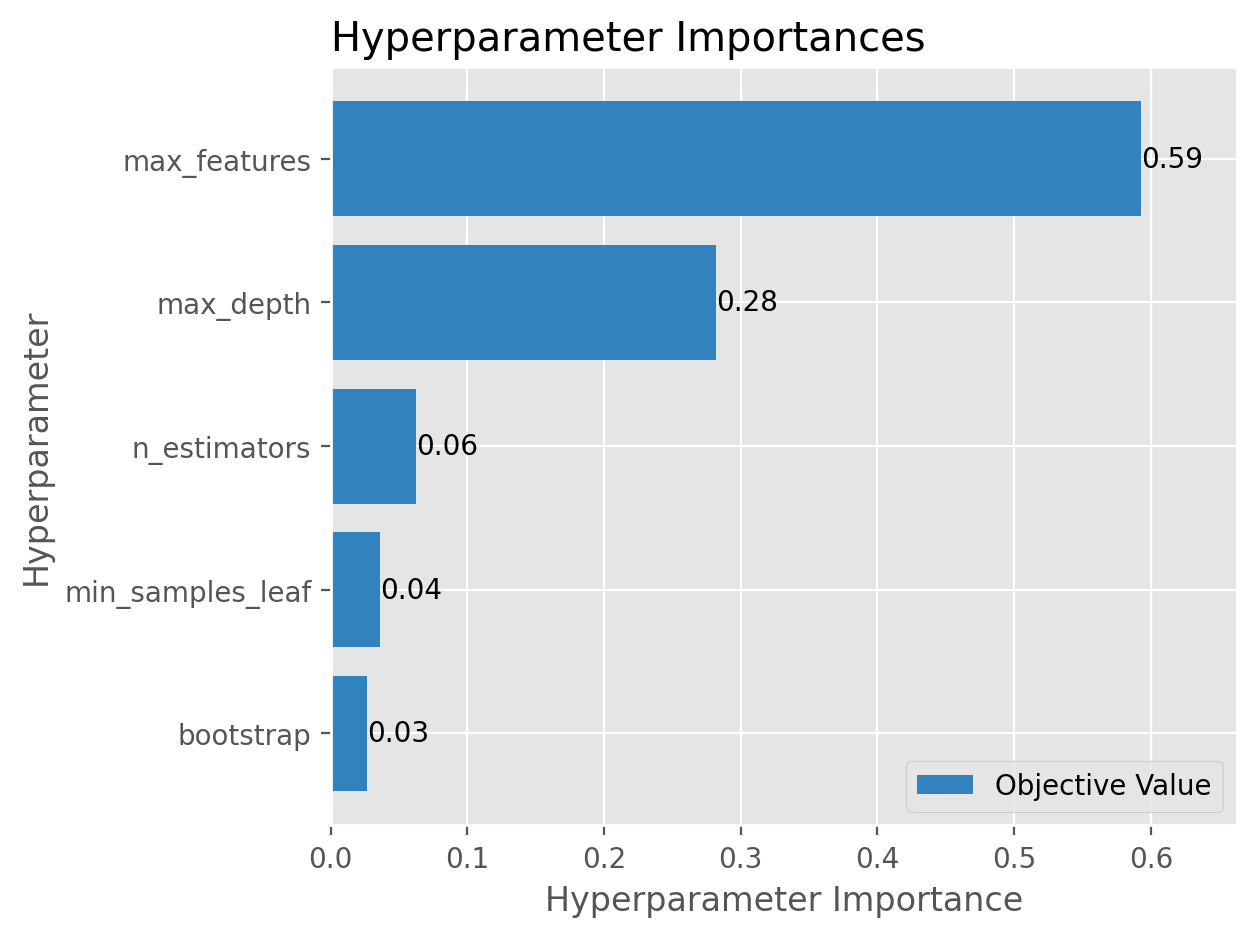 Hyperparameter Importances
Hyperparameter
max_features
0.59
max_depth
0.28
n_estimators
0.06
min_samples_leaf
0.04
bootstrap
0.03
Objective Value
0.0 0.1 0.2 0.3 0.4 0.5 0.6
Hyperparameter Importance